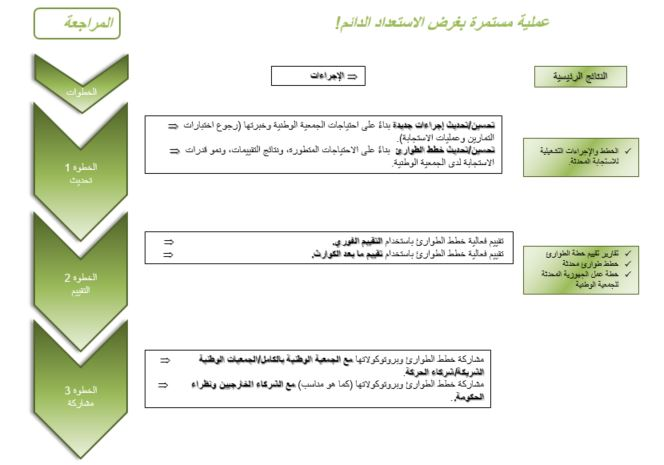 عملية مستمرة بغرض الاستعداد الدائم!
المراجعة
النتائج الرئيسية
⇐ الإجراءات
الخطوات
تحسين/تحديث إجراءات جديدة بناءً على احتياجات الجمعية الوطنية وخبرتها (رجوع اختبارات ⇒
التمارين وعمليات الاستجابة).
تحسين/تحديث خطط الطوارئ: بناءً على الاحتياجات المتطورة، ونتائج التقييمات، ونمو قدرات ⇒
الاستجابة لدى الجمعية الوطنية.
✓ الخطط والإجراءات التشغيلية
للاستجابة المحدثة.
الخطوة 1
تحديث
تقييم فعالية خطط الطوارئ باستخدام التقييم الفوري. ⇒
تقييم فعالية خطط الطوارئ باستخدام تقييم ما بعد الكوارث. ⇒
✓ تقارير تقييم خطة الطوارئ
✓ خطط طوارئ محدثة
✓ خطة عمل الجهوزية المحدثة
للجمعية الوطنية
الخطوة 2
التقييم
مشاركة خطط الطوارئ وبروتوكولاتها مع الجمعية الوطنية بالكامل/الجمعيات الوطنية ⇒
الشريكة/شركاء الحركة.
مشاركة خطط الطوارئ وبروتوكولاتها (كما هو مناسب) مع الشركاء الخارجيين ونظراء ⇒
الحكومة..
الخطوة 3
مشاركة